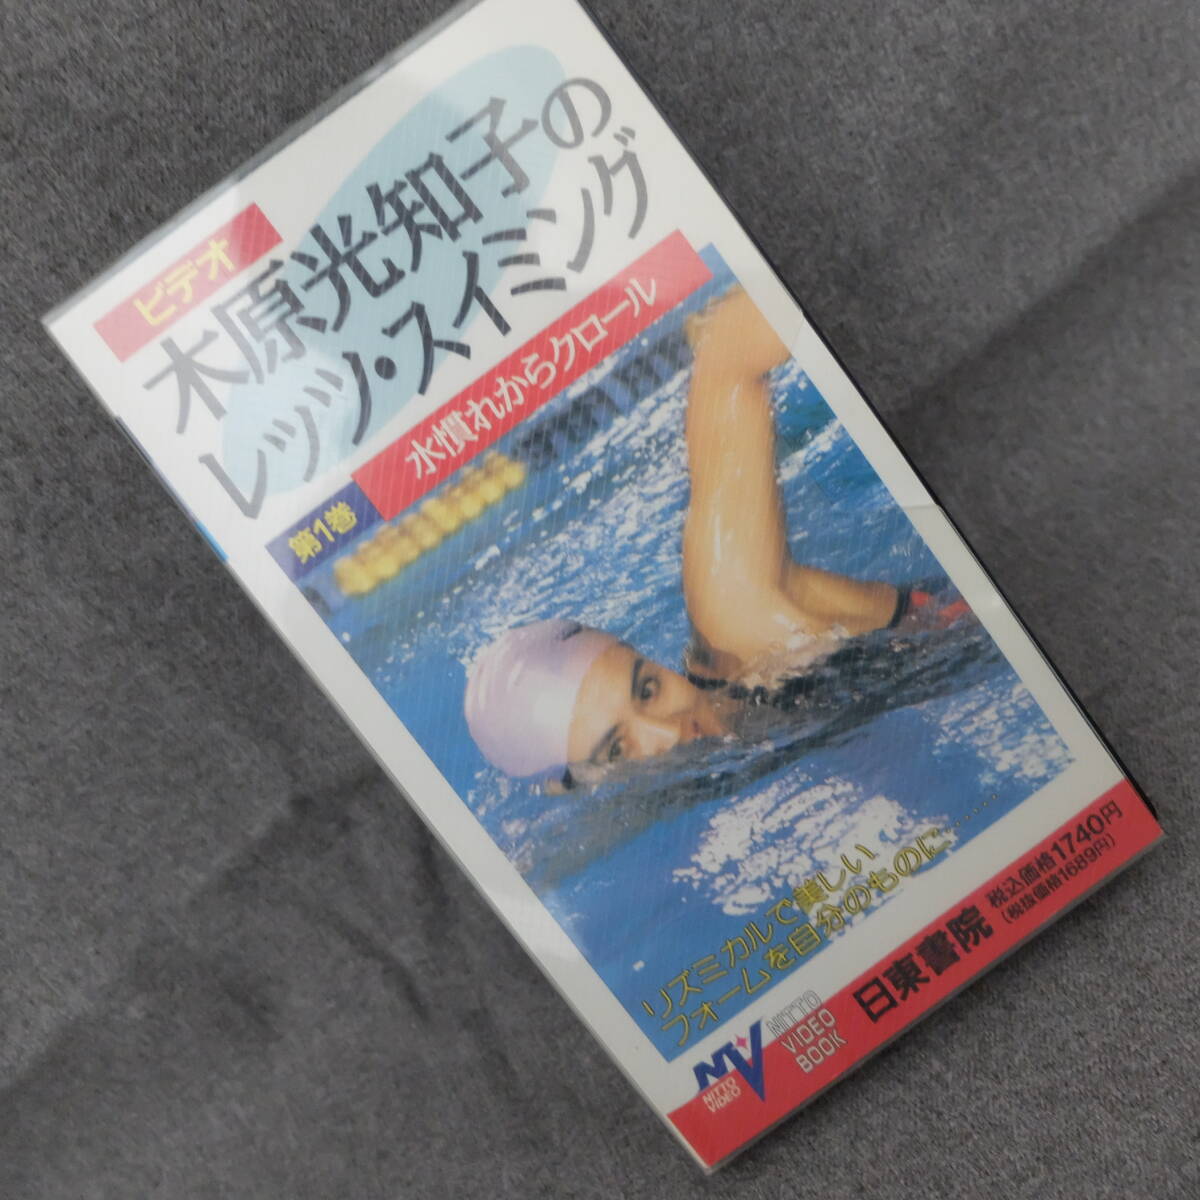 ビデオ
木原光知子の
レッツ・スイミング
第1巻
水慣れからクロール
リズミカルで美しい
フォームを自分のものに……
NITTO
VIDEO
NITTO
VIDEO
BOOK
日東書院
税込価格1740円
(税抜価格1689円)